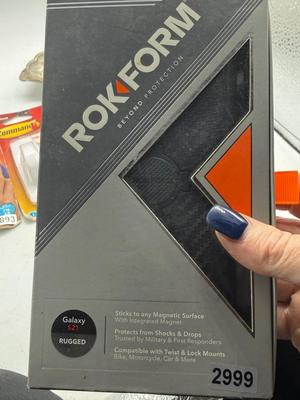 ROKFORM
BEYOND PROTECTION
Command
893
Galaxy
S21
RUGGED
Sticks to any Magnetic Surface
With Integrated Magnet
Protects from Shocks & Drops
Trusted by Military & First Responders
Compatible with Twist & Lock Mounts
Bike, Motorcycle, Car & More
2999